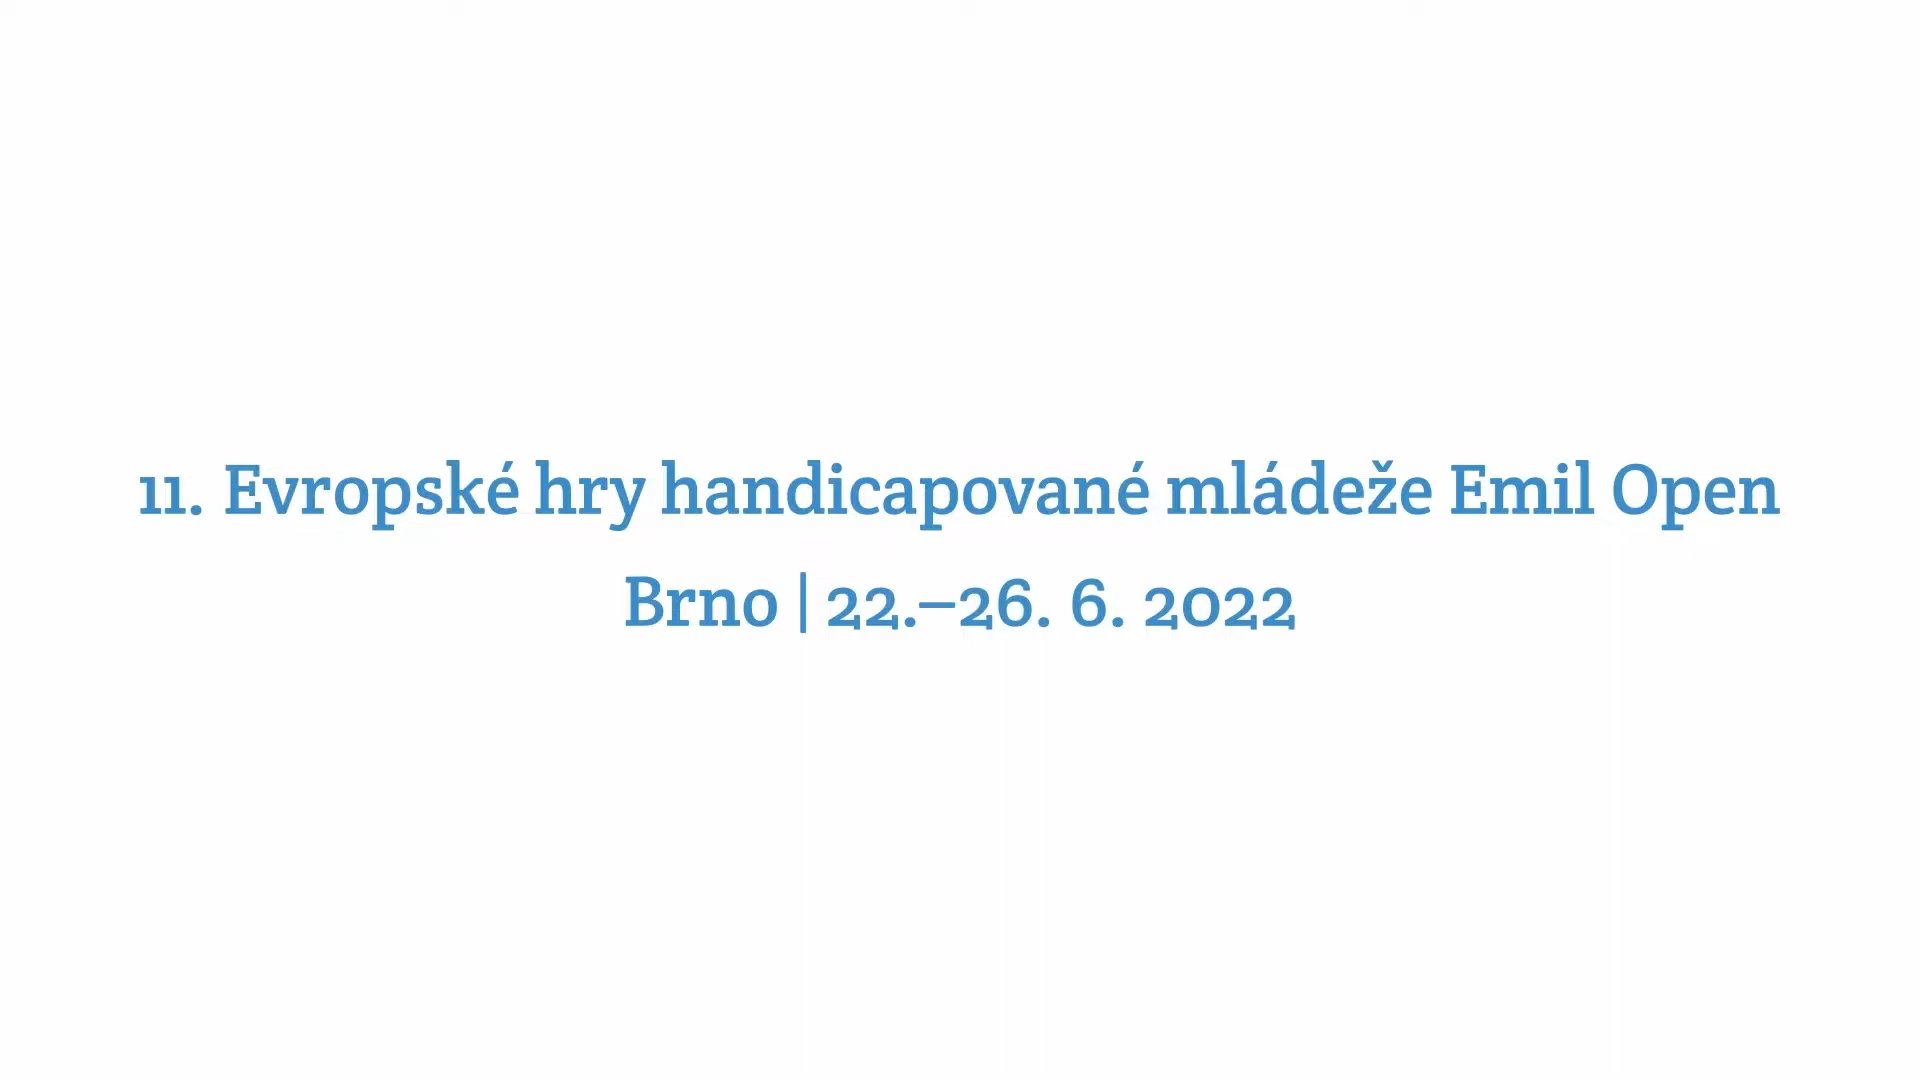 11. Evropské hry handicapované mládeže Emil Open
Brno | 22.–26. 6. 2022